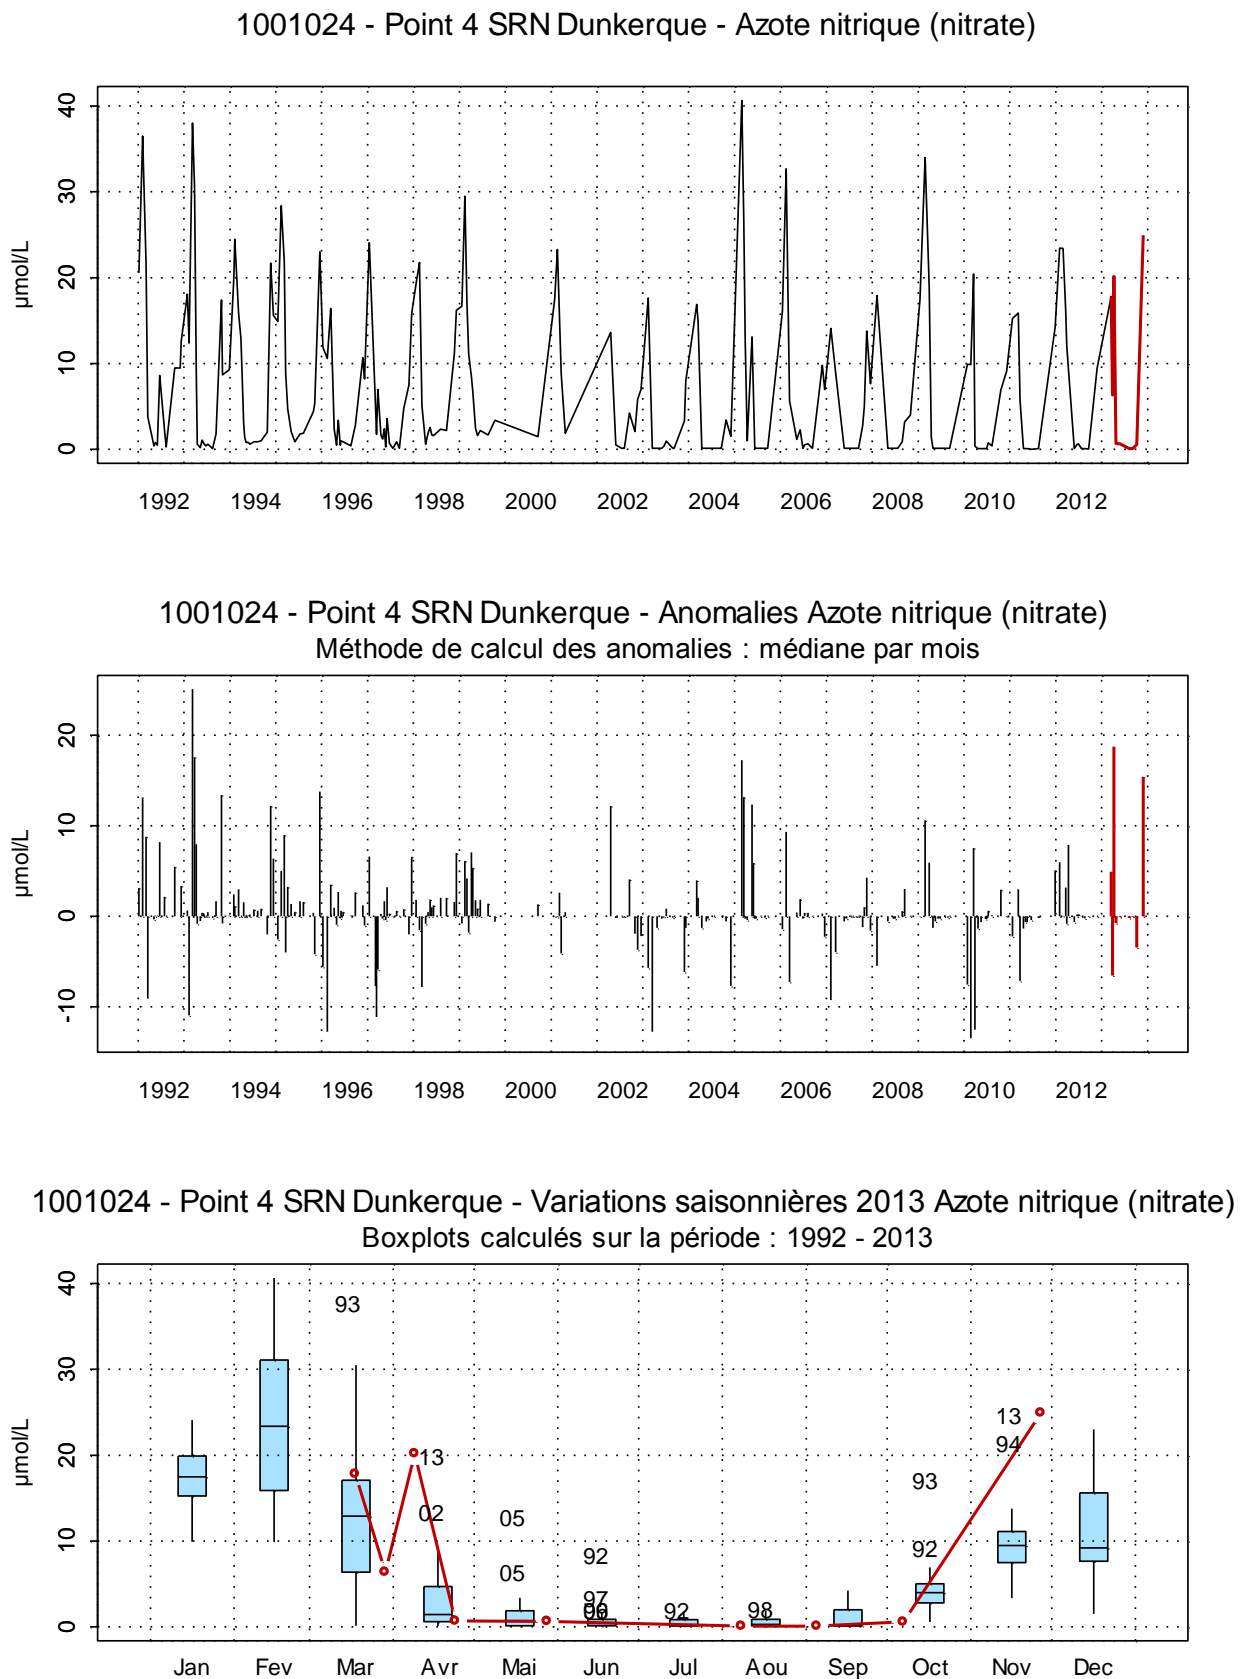 1001024 - Point 4 SRN Dunkerque - Azote nitrique (nitrate)
40
30
20
10
0
µmol/L
1992 1994 1996 1998 2000 2002 2004 2006 2008 2010 2012
1001024 - Point 4 SRN Dunkerque - Anomalies Azote nitrique (nitrate)
Méthode de calcul des anomalies : médiane par mois
20
10
0
-10
µmol/L
1992 1994 1996 1998 2000 2002 2004 2006 2008 2010 2012
1001024 - Point 4 SRN Dunkerque - Variations saisonnières 2013 Azote nitrique (nitrate)
Boxplots calculés sur la période : 1992 - 2013
40
30
20
10
0
µmol/L
93
13
02
05
05
92
97
92
98
93
92
13
94
Jan Fev Mar Avr Mai Jun Jul Aou Sep Oct Nov Dec